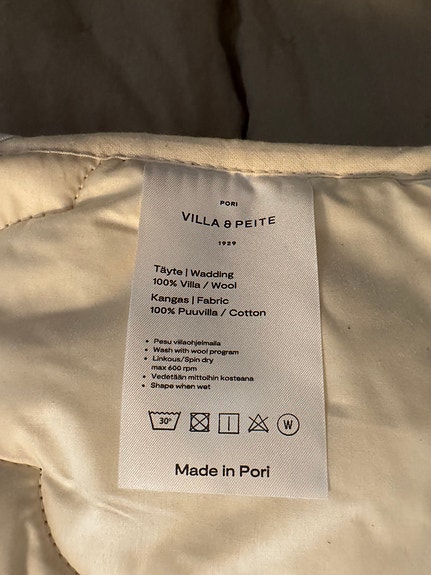 PORI
VILLA & PEITE
1929
Täyte | Wadding
100% Villa / Wool
Kangas | Fabric
100% Puuvilla / Cotton
• Pesu villaohjelmalla
• Wash with wool program
• Linkous/Spin dry
max 600 rpm
• Vedetään mittoihin kosteana
• Shape when wet
30° W
Made in Pori